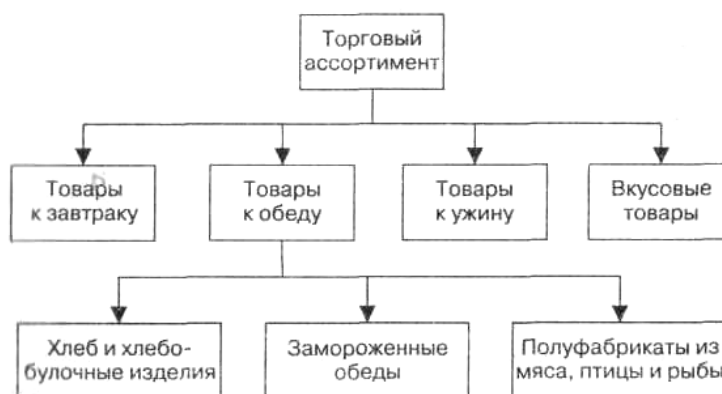 Торговый
ассортимент
Товары
к завтраку
Товары
к обеду
Товары
к ужину
Вкусовые
товары
Хлеб и хлебо-
булочные изделия
Замороженные
обеды
Полуфабрикаты из
мяса, птицы и рыбы